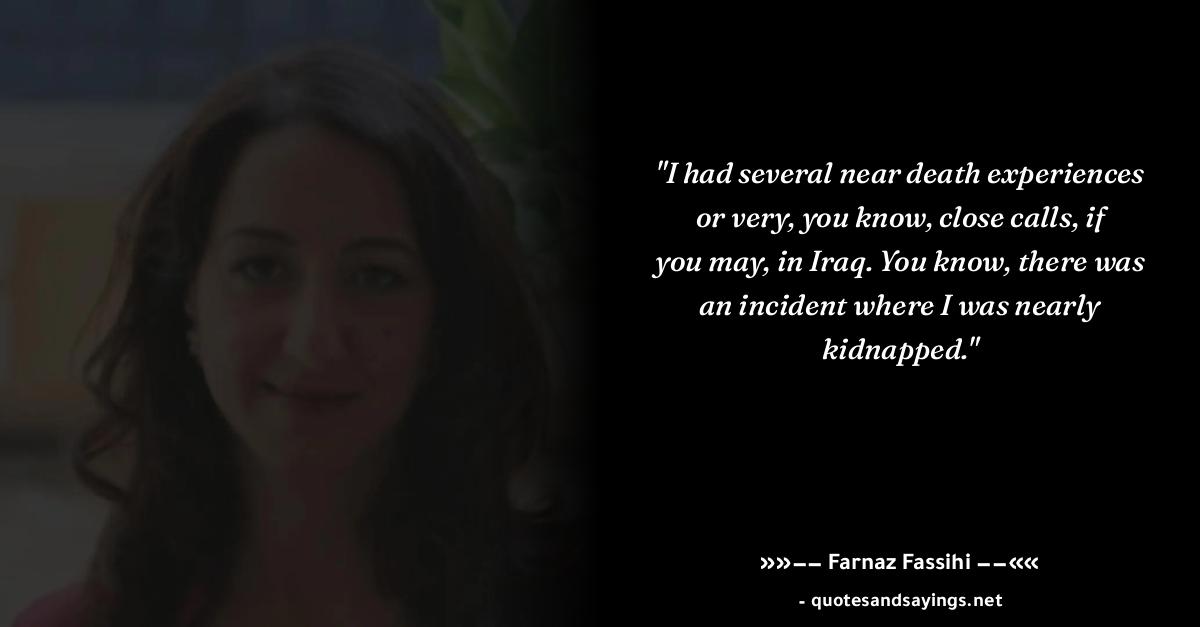 "I had several near death experiences
or very, you know, close calls, if
you may, in Iraq. You know, there was
an incident where I was nearly
kidnapped."
»»−− Farnaz Fassihi −−««
- quotesandsayings.net